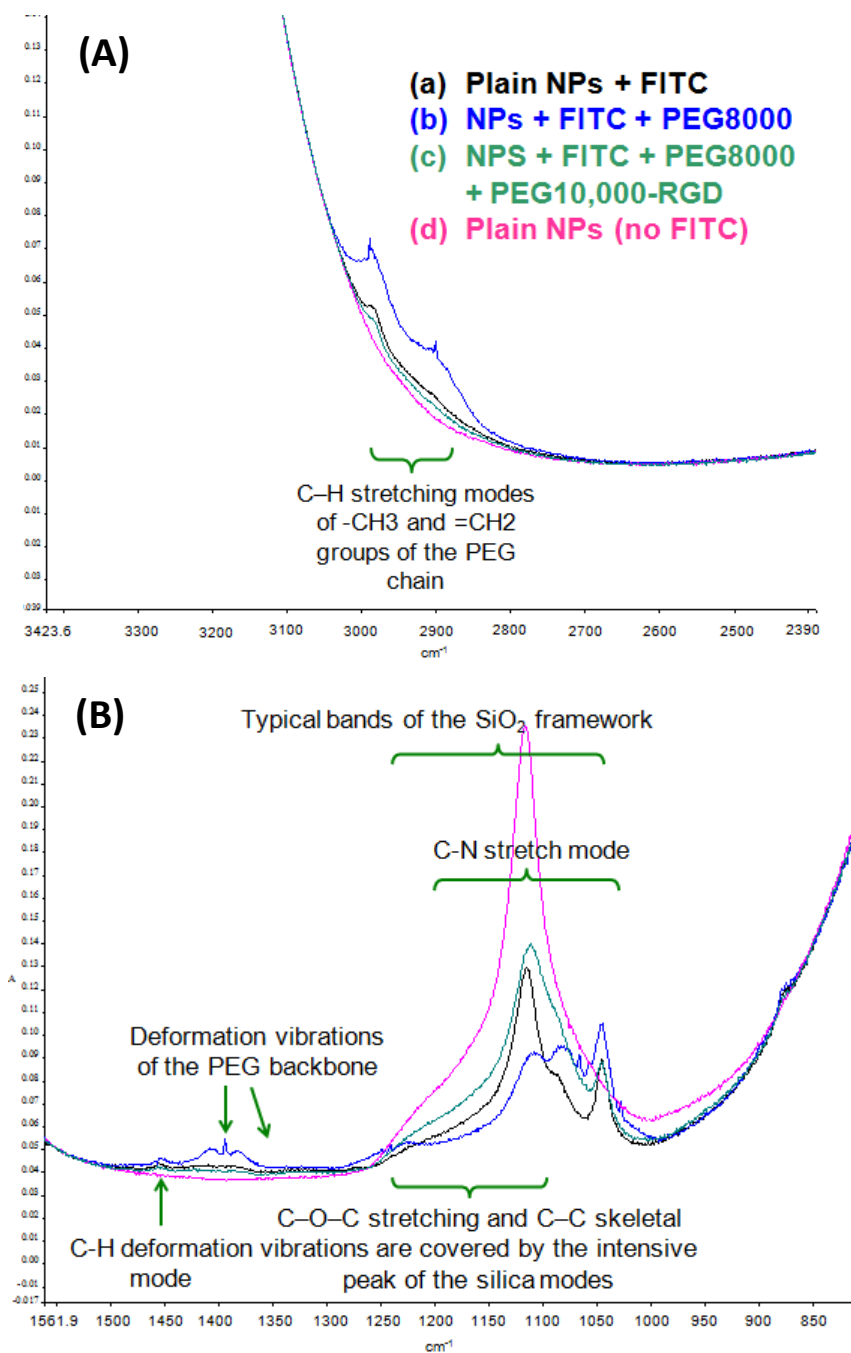 (A)
(a) Plain NPs + FITC
(b) NPs + FITC + PEG8000
(c) NPS + FITC + PEG8000
+ PEG10,000-RGD
(d) Plain NPs (no FITC)
0.13
0.12
0.11
0.10
0.09
0.08
0.07
0.06
0.05
0.04
0.03
0.02
0.01
0.00
0.01
0.02
0.03
.039
C–H stretching modes
of -CH3 and =CH2
groups of the PEG
chain
3423.6 3300 3200 3100 3000 2900 2800 2700 2600 2500 2390
cm-1
(B)
0.25
0.24
0.23
0.22
0.21
0.20
0.19
0.18
0.17
0.16
0.15
0.14
0.13
0.12
0.11
0.10
0.09
0.08
0.07
0.06
0.05
0.04
0.03
0.02
0.01
0.00
-0.01
-0.017
A
Typical bands of the SiO2 framework
C-N stretch mode
Deformation vibrations
of the PEG backbone
C–O–C stretching and C–C skeletal
C-H deformation vibrations are covered by the intensive
mode peak of the silica modes
1561.9 1500 1400 1300 1250 1200 1150 1100 1050 1000 950 900 850
cm-1